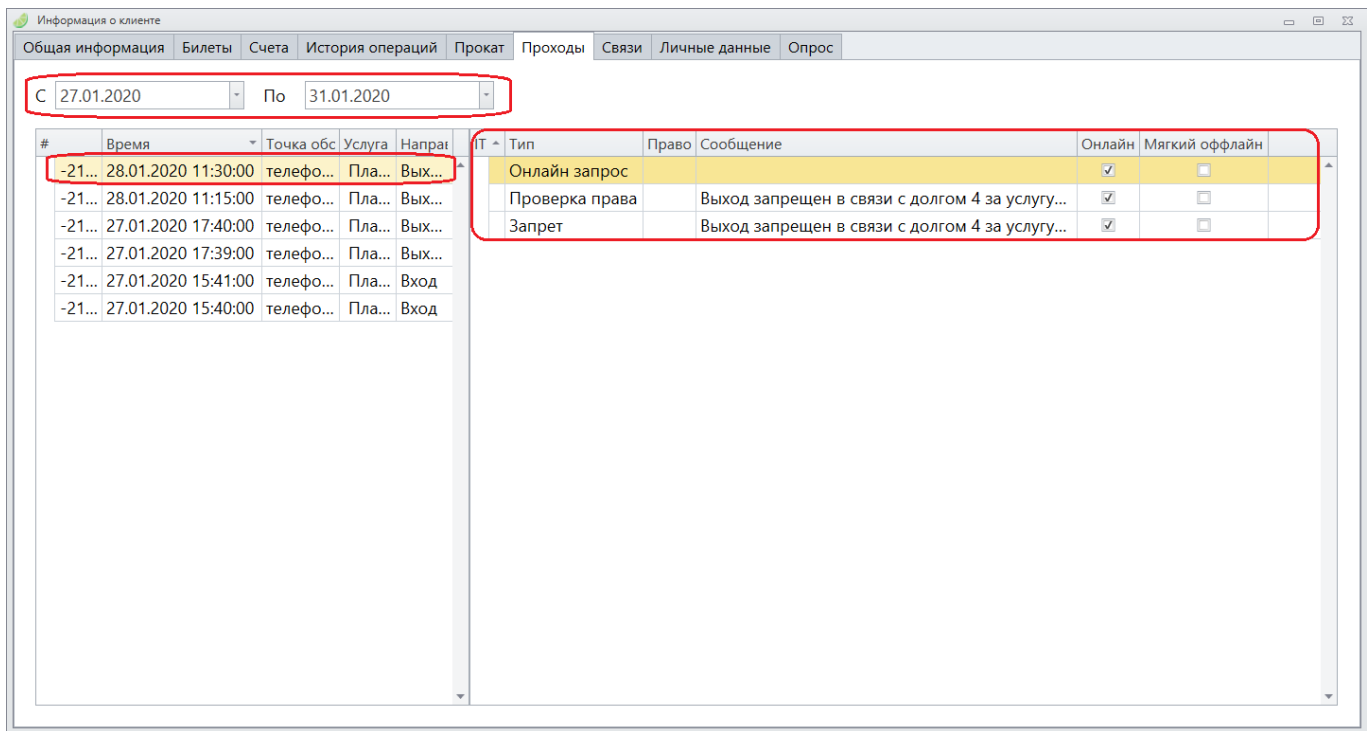 Информация о клиенте
Общая информация Билеты Счета История операций Прокат Проходы Связи Личные данные Опрос
С 27.01.2020 По 31.01.2020
# Время Точка обс Услуга Направ IT Тип Право Сообщение Онлайн Мягкий оффлайн
-21... 28.01.2020 11:30:00 телефо... Пла... Вых... Онлайн запрос
-21... 28.01.2020 11:15:00 телефо... Пла... Вых... Проверка права Выход запрещен в связи с долгом 4 за услугу...
-21... 27.01.2020 17:40:00 телефо... Пла... Вых... Запрет Выход запрещен в связи с долгом 4 за услугу...
-21... 27.01.2020 17:39:00 телефо... Пла... Вых...
-21... 27.01.2020 15:41:00 телефо... Пла... Вход
-21... 27.01.2020 15:40:00 телефо... Пла... Вход